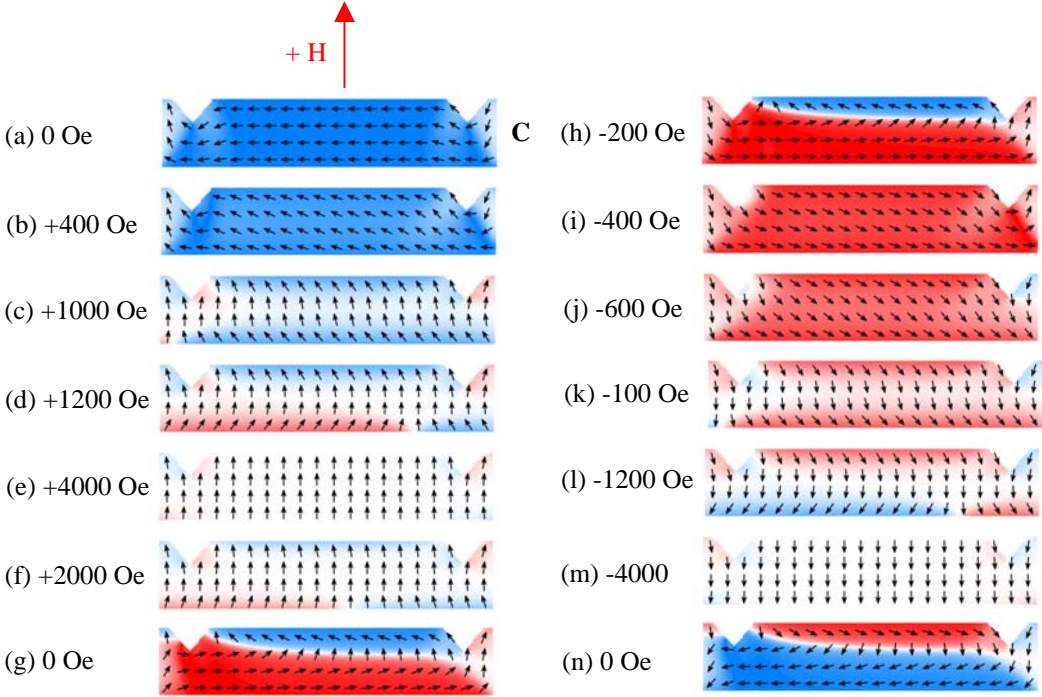 + H
(a) 0 Oe
C
(b) +400 Oe
(c) +1000 Oe
(d) +1200 Oe
(e) +4000 Oe
(f) +2000 Oe
(g) 0 Oe
(h) -200 Oe
(i) -400 Oe
(j) -600 Oe
(k) -100 Oe
(l) -1200 Oe
(m) -4000
(n) 0 Oe